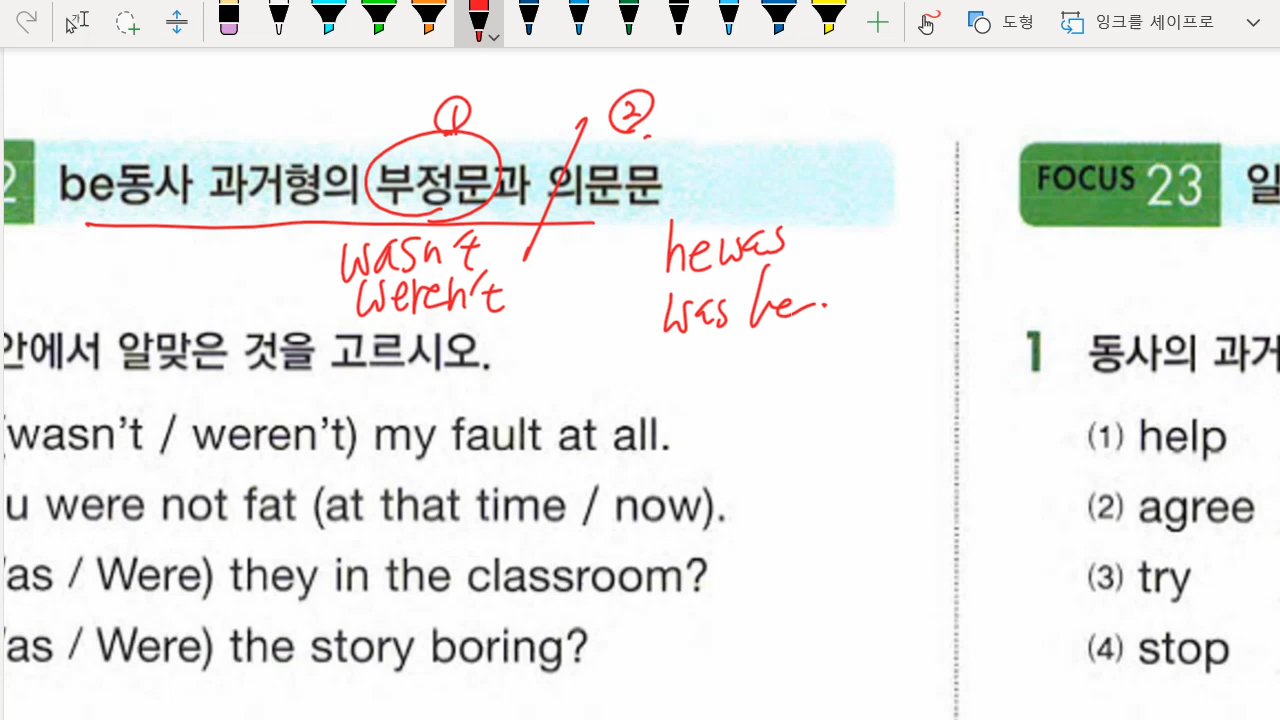 도형
잉크를 셰이프로
① ②
2 be동사 과거형의 부정문과 의문문
wasn't
weren't
he was
was he.
안에서 알맞은 것을 고르시오.
(wasn't / weren't) my fault at all.
u were not fat (at that time / now).
as / Were) they in the classroom?
as / Were) the story boring?
FOCUS 23 일
1 동사의 과거
(1) help
(2) agree
(3) try
(4) stop